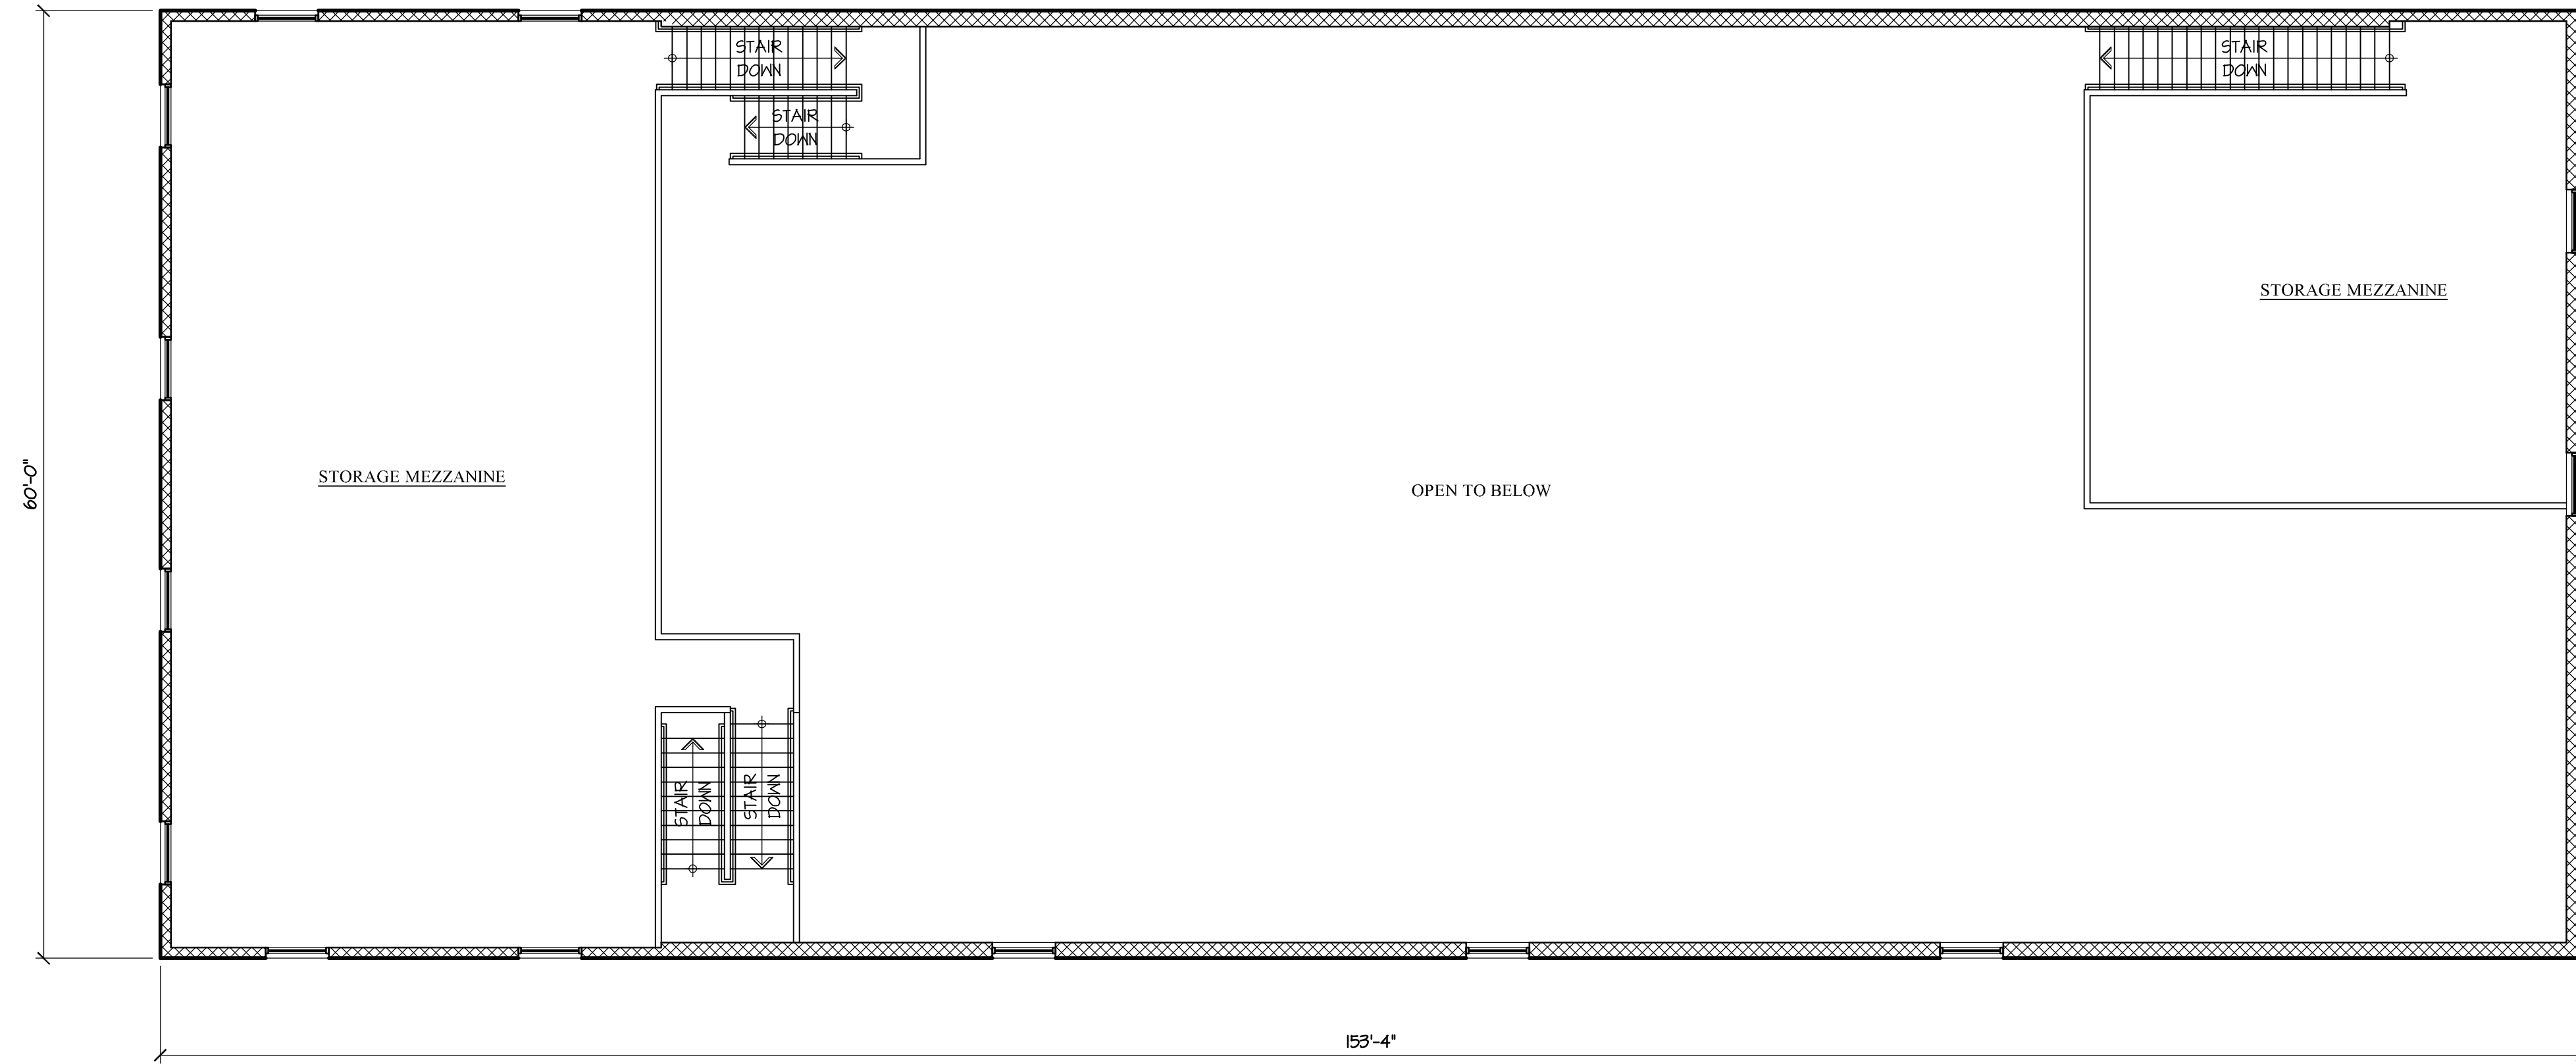 STAIR
DOWN
STAIR
DOWN
STAIR
DOWN
STORAGE MEZZANINE
STORAGE MEZZANINE
OPEN TO BELOW
60'-0"
STAIR
DOWN
STAIR
DOWN
153'-4"